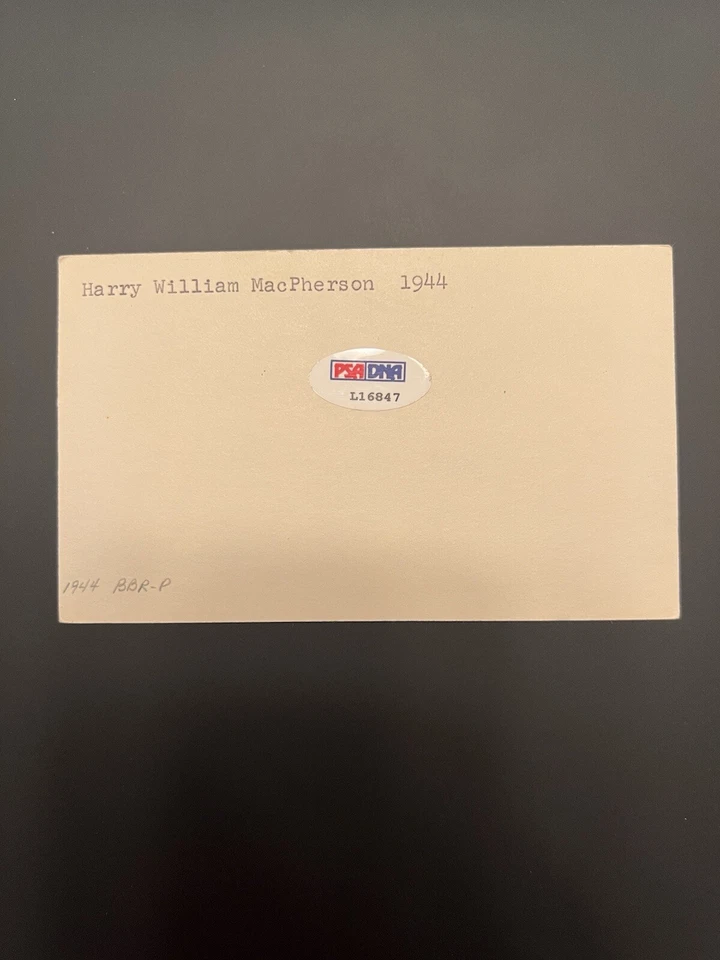 Harry William MacPherson 1944
PSA DNA
L16847
1944 BBR-P